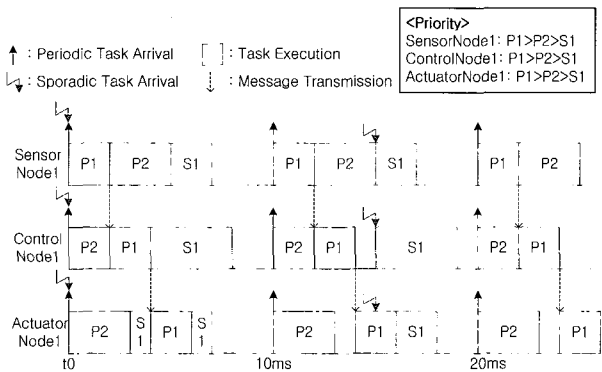 <Priority>
SensorNode1: P1>P2>S1
ControlNode1: P1>P2>S1
ActuatorNode1: P1>P2>S1
: Periodic Task Arrival
: Task Execution
: Sporadic Task Arrival
: Message Transmission
Sensor
Node1
P1 P2 S1 P1 P2 S1 P1 P2
Control
Node1
P2 P1 S1 P2 P1 S1 P2 P1
Actuator
Node1
P2 S1 P1 S1 P2 P1 S1 P2 P1
t0 10ms 20ms